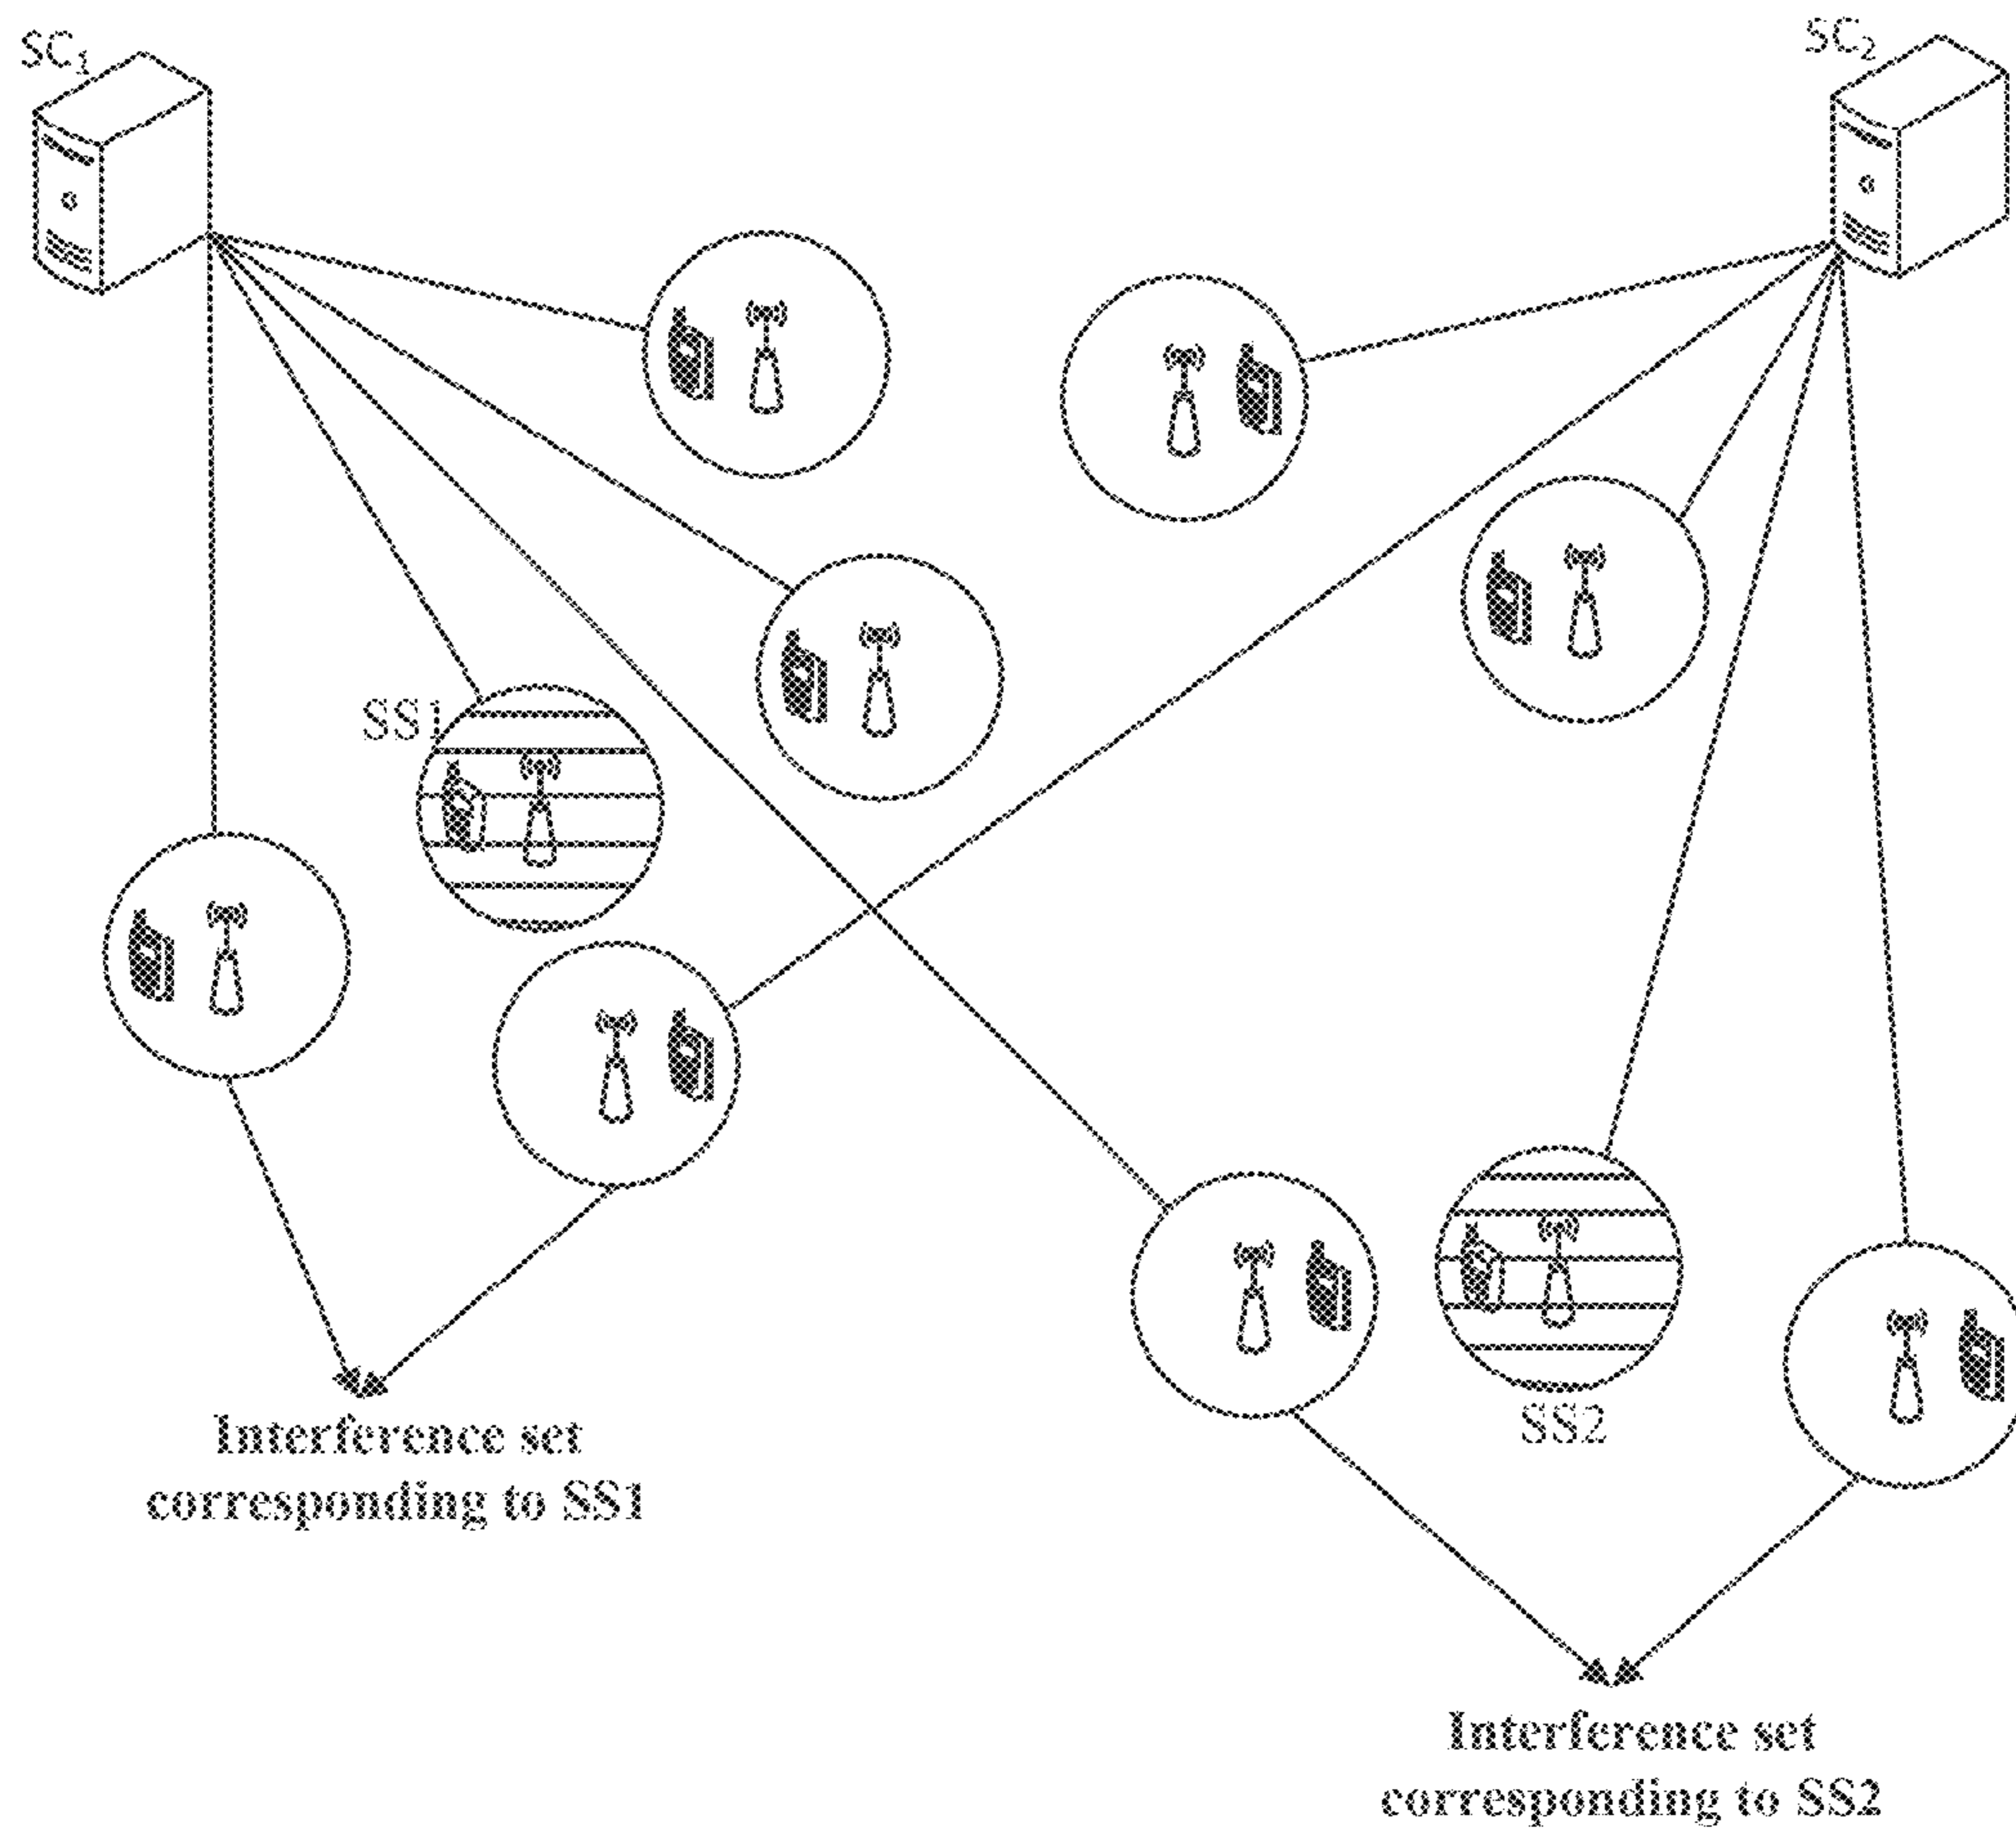 SC₁
SC₂
SS1
SS2
Interference set
corresponding to SS1
Interference set
corresponding to SS2